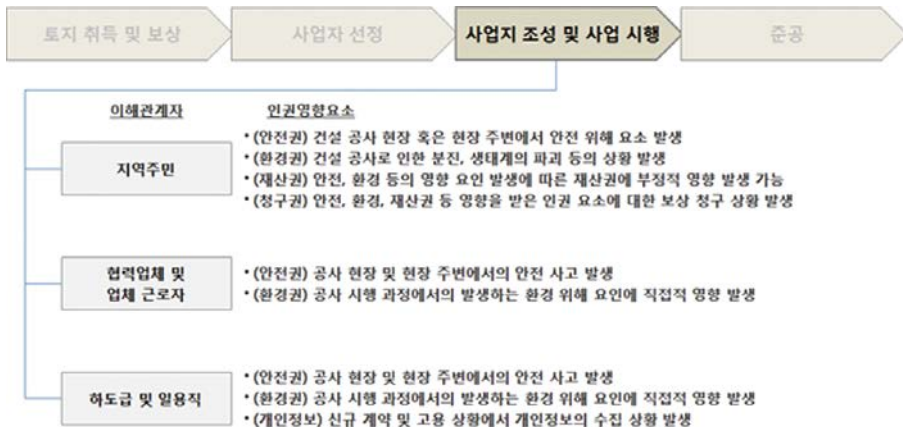 토지 취득 및 보상
사업자 선정
사업지 조성 및 사업 시행
준공
이해관계자
인권영향요소
지역주민
• (안전권) 건설 공사 현장 혹은 현장 주변에서 안전 위해 요소 발생
• (환경권) 건설 공사로 인한 분진, 생태계의 파괴 등의 상황 발생
• (재산권) 안전, 환경 등의 영향 요인 발생에 따른 재산권에 부정적 영향 발생 가능
• (청구권) 안전, 환경, 재산권 등 영향을 받은 인권 요소에 대한 보상 청구 상황 발생
협력업체 및
업체 근로자
• (안전권) 공사 현장 및 현장 주변에서의 안전 사고 발생
• (환경권) 공사 시행 과정에서의 발생하는 환경 위해 요인에 직접적 영향 발생
하도급 및 일용직
• (안전권) 공사 현장 및 현장 주변에서의 안전 사고 발생
• (환경권) 공사 시행 과정에서의 발생하는 환경 위해 요인에 직접적 영향 발생
• (개인정보) 신규 계약 및 고용 상황에서 개인정보의 수집 상황 발생